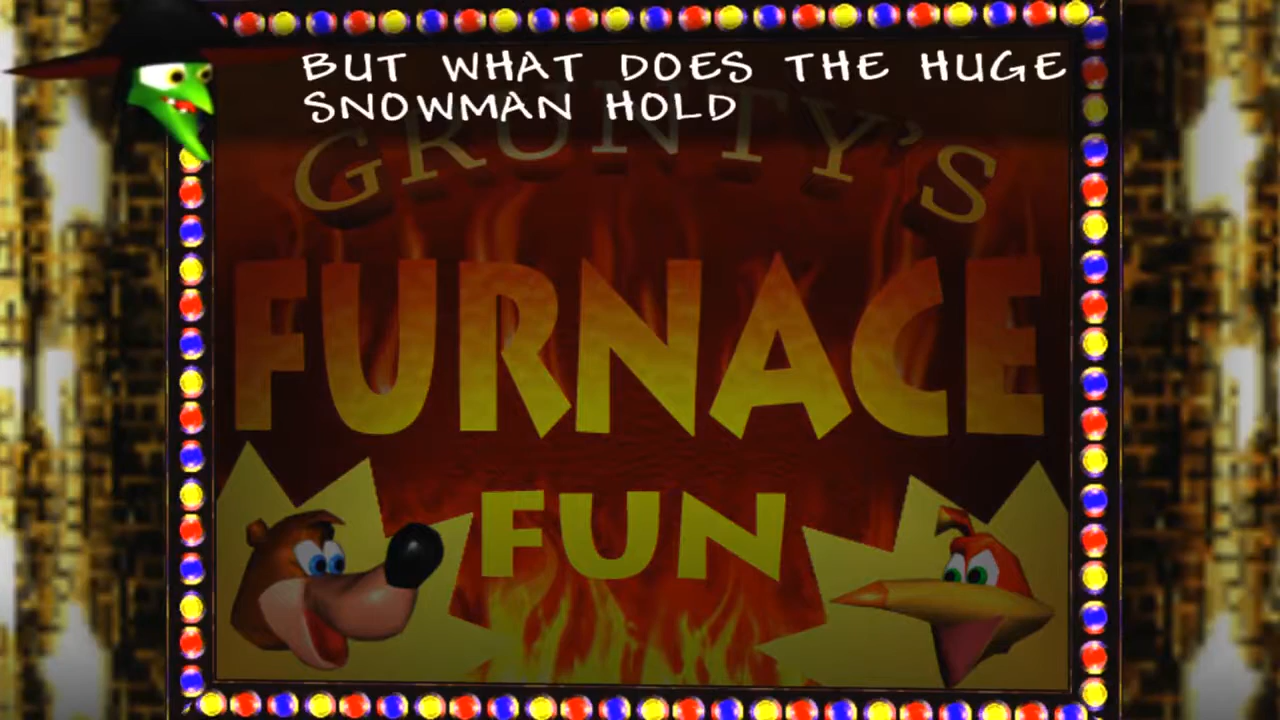 BUT WHAT DOES THE HUGE
SNOWMAN HOLD
GRUNTY'S
FURNACE
FUN